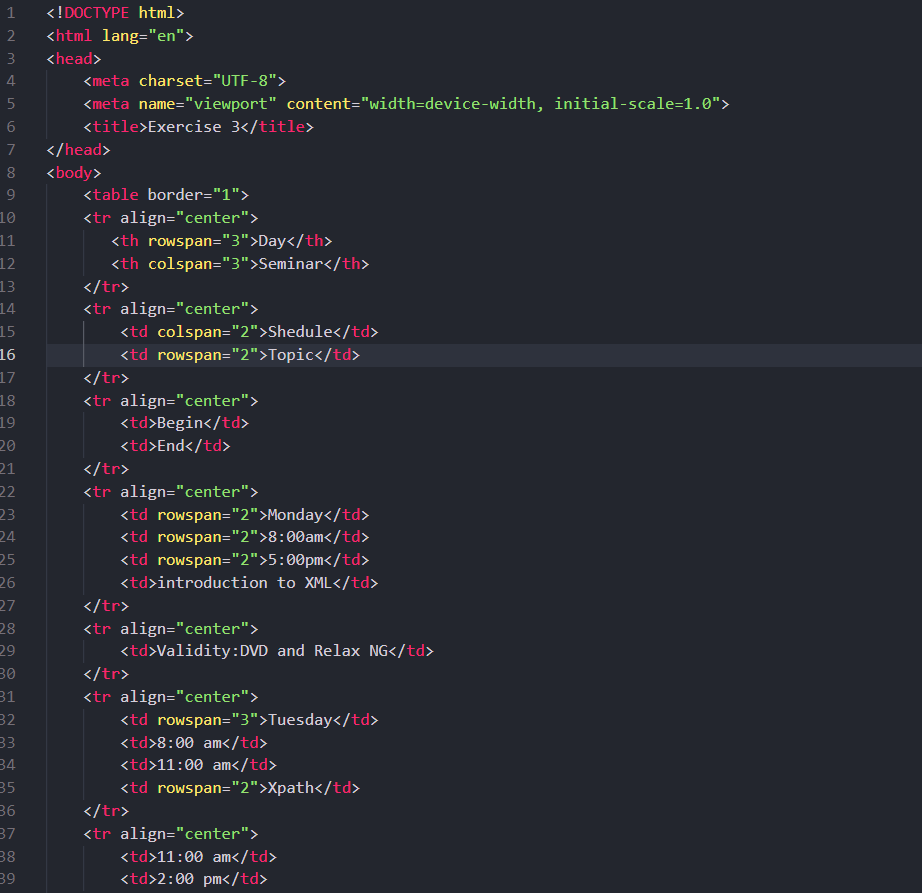 1 <!DOCTYPE html>
2 <html lang="en">
3 <head>
4     <meta charset="UTF-8">
5     <meta name="viewport" content="width=device-width, initial-scale=1.0">
6     <title>Exercise 3</title>
7 </head>
8 <body>
9     <table border="1">
10     <tr align="center">
11        <th rowspan="3">Day</th>
12        <th colspan="3">Seminar</th>
13     </tr>
14     <tr align="center">
15         <td colspan="2">Shedule</td>
16         <td rowspan="2">Topic</td>
17     </tr>
18     <tr align="center">
19         <td>Begin</td>
20         <td>End</td>
21     </tr>
22     <tr align="center">
23         <td rowspan="2">Monday</td>
24         <td rowspan="2">8:00am</td>
25         <td rowspan="2">5:00pm</td>
26         <td>introduction to XML</td>
27     </tr>
28     <tr align="center">
29         <td>Validity:DVD and Relax NG</td>
30     </tr>
31     <tr align="center">
32         <td rowspan="3">Tuesday</td>
33         <td>8:00 am</td>
34         <td>11:00 am</td>
35         <td rowspan="2">Xpath</td>
36     </tr>
37     <tr align="center">
38         <td>11:00 am</td>
39         <td>2:00 pm</td>